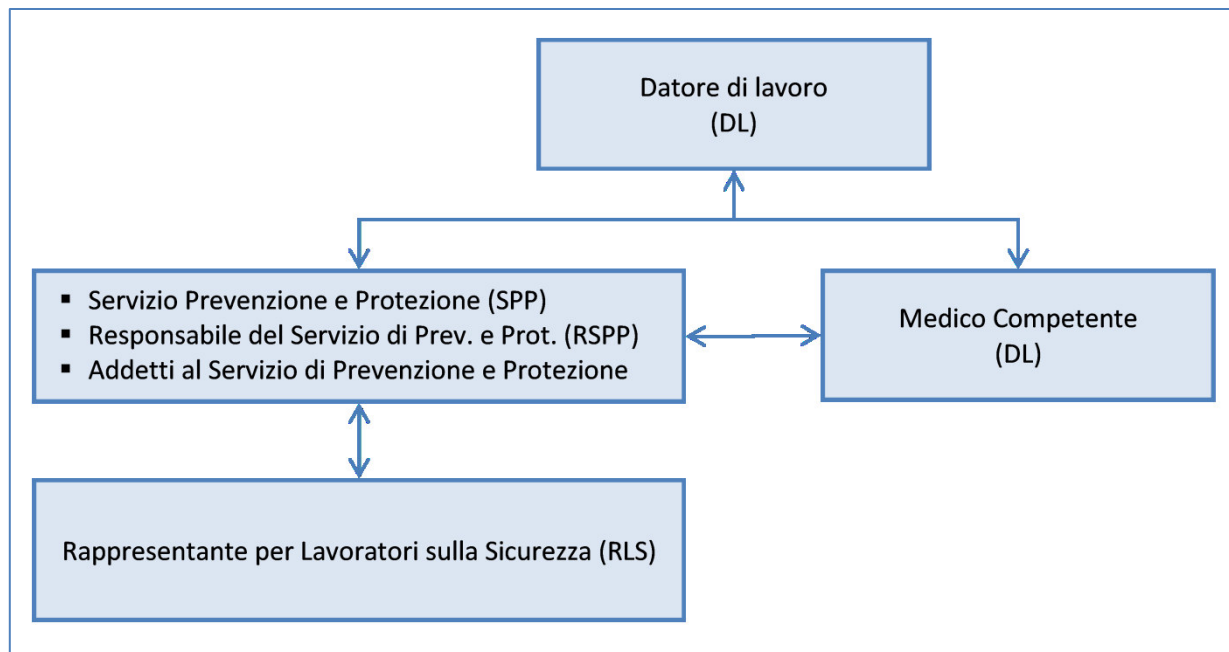 Datore di lavoro
(DL)
▪ Servizio Prevenzione e Protezione (SPP)
▪ Responsabile del Servizio di Prev. e Prot. (RSPP)
▪ Addetti al Servizio di Prevenzione e Protezione
Medico Competente
(DL)
Rappresentante per Lavoratori sulla Sicurezza (RLS)